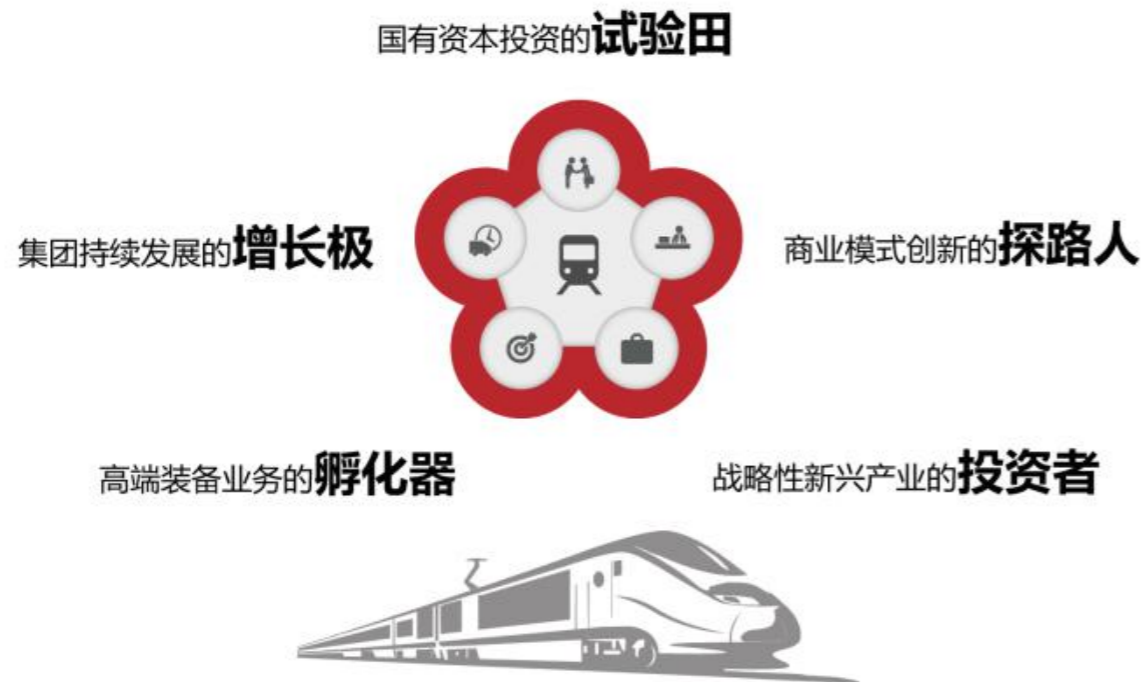 国有资本投资的试验田
集团持续发展的增长极
商业模式创新的探路人
高端装备业务的孵化器
战略性新兴产业的投资者